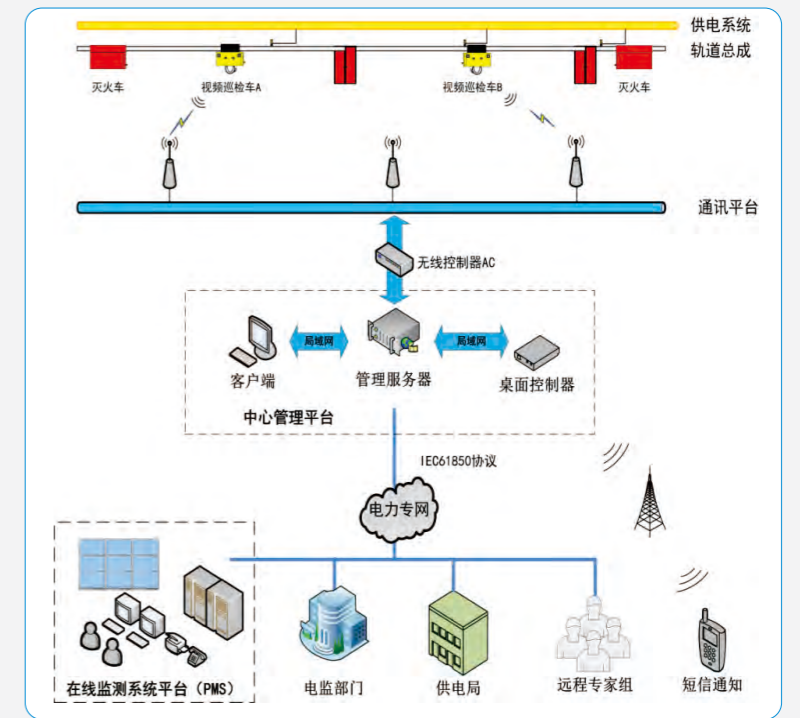 供电系统
轨道总成
灭火车
视频巡检车A
视频巡检车B
灭火车
通讯平台
无线控制器AC
局域网
局域网
客户端
管理服务器
桌面控制器
中心管理平台
IEC61850协议
电力专网
在线监测系统平台（PMS）
电监部门
供电局
远程专家组
短信通知